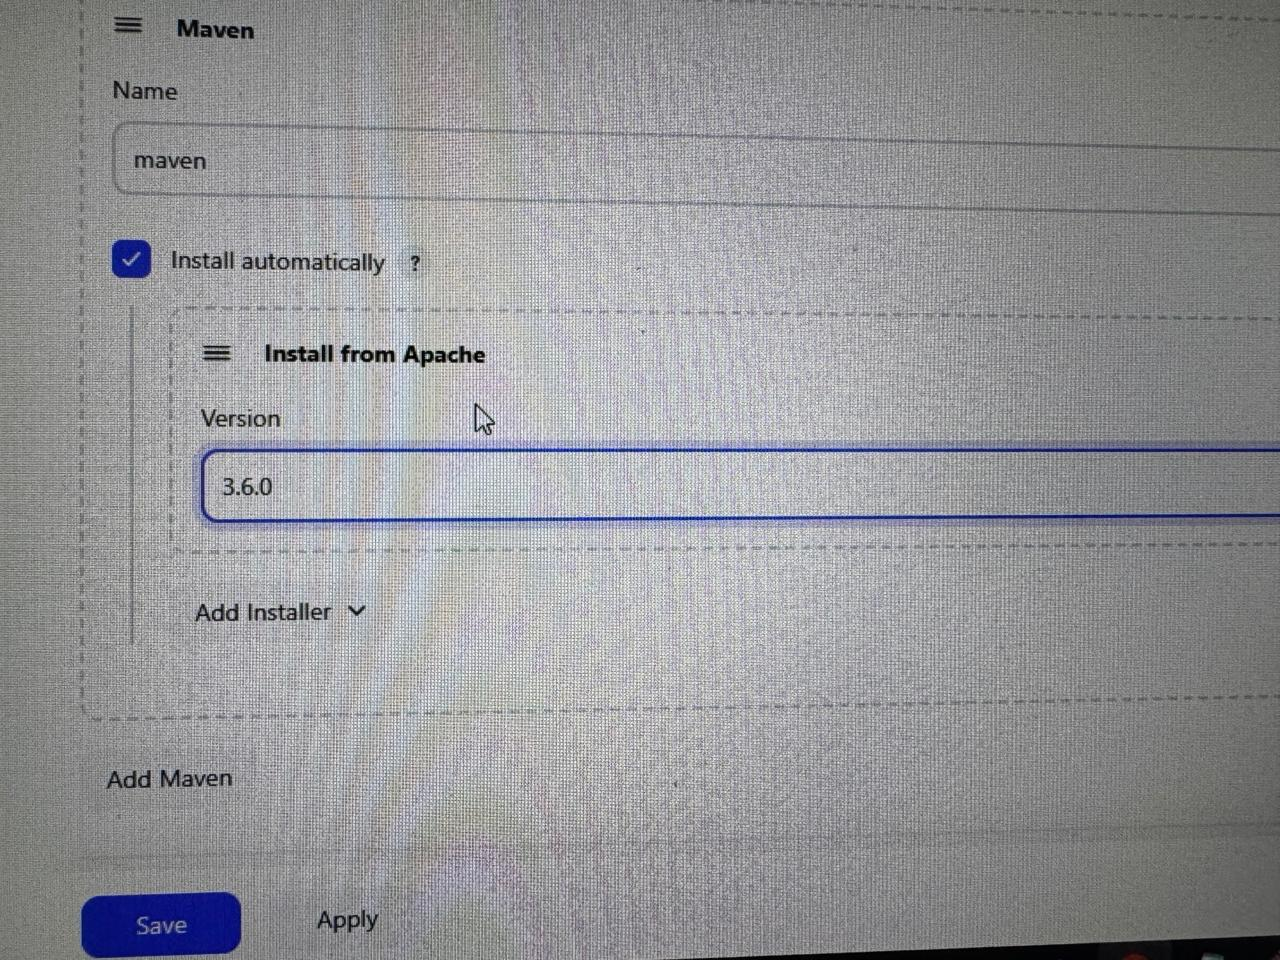 Maven
Name
maven
Install automatically ?
Install from Apache
Version
3.6.0
Add Installer
Add Maven
Save Apply